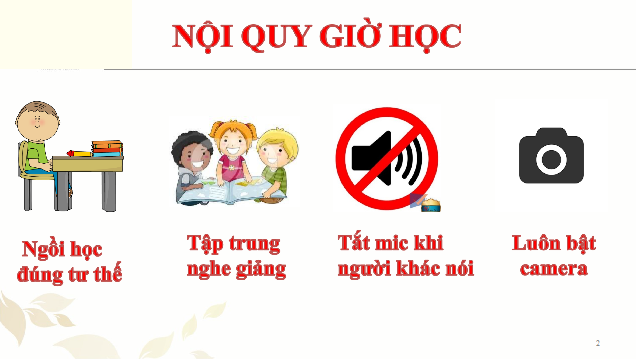 NỘI QUY GIỜ HỌC
Ngồi học
đúng tư thế
Tập trung
nghe giảng
Tắt mic khi
người khác nói
Luôn bật
camera
2